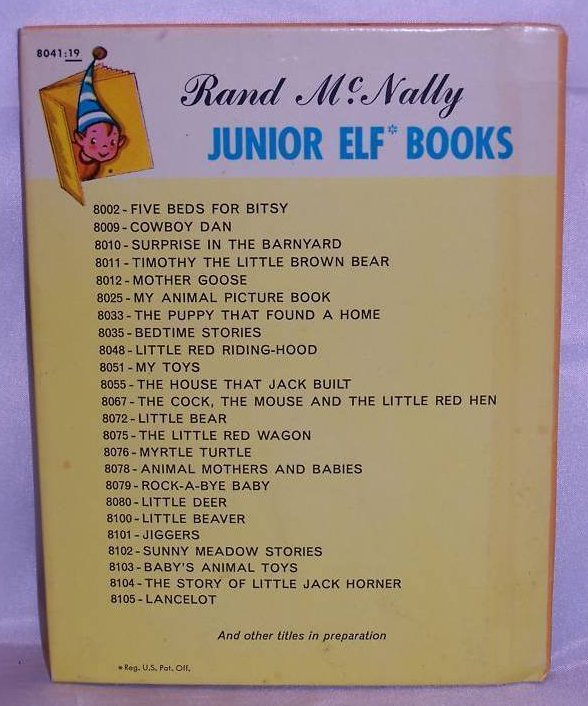 8041:19
Rand McNally
JUNIOR ELF* BOOKS
8002-FIVE BEDS FOR BITSY
8009-COWBOY DAN
8010-SURPRISE IN THE BARNYARD
8011-TIMOTHY THE LITTLE BROWN BEAR
8012-MOTHER GOOSE
8025-MY ANIMAL PICTURE BOOK
8033-THE PUPPY THAT FOUND A HOME
8035-BEDTIME STORIES
8048-LITTLE RED RIDING-HOOD
8051-MY TOYS
8055-THE HOUSE THAT JACK BUILT
8067-THE COCK, THE MOUSE AND THE LITTLE RED HEN
8072-LITTLE BEAR
8075-THE LITTLE RED WAGON
8076-MYRTLE TURTLE
8078-ANIMAL MOTHERS AND BABIES
8079-ROCK-A-BYE BABY
8080-LITTLE DEER
8100-LITTLE BEAVER
8101-JIGGERS
8102-SUNNY MEADOW STORIES
8103-BABY'S ANIMAL TOYS
8104-THE STORY OF LITTLE JACK HORNER
8105-LANCELOT
And other titles in preparation
*Reg. U.S. Pat. Off.